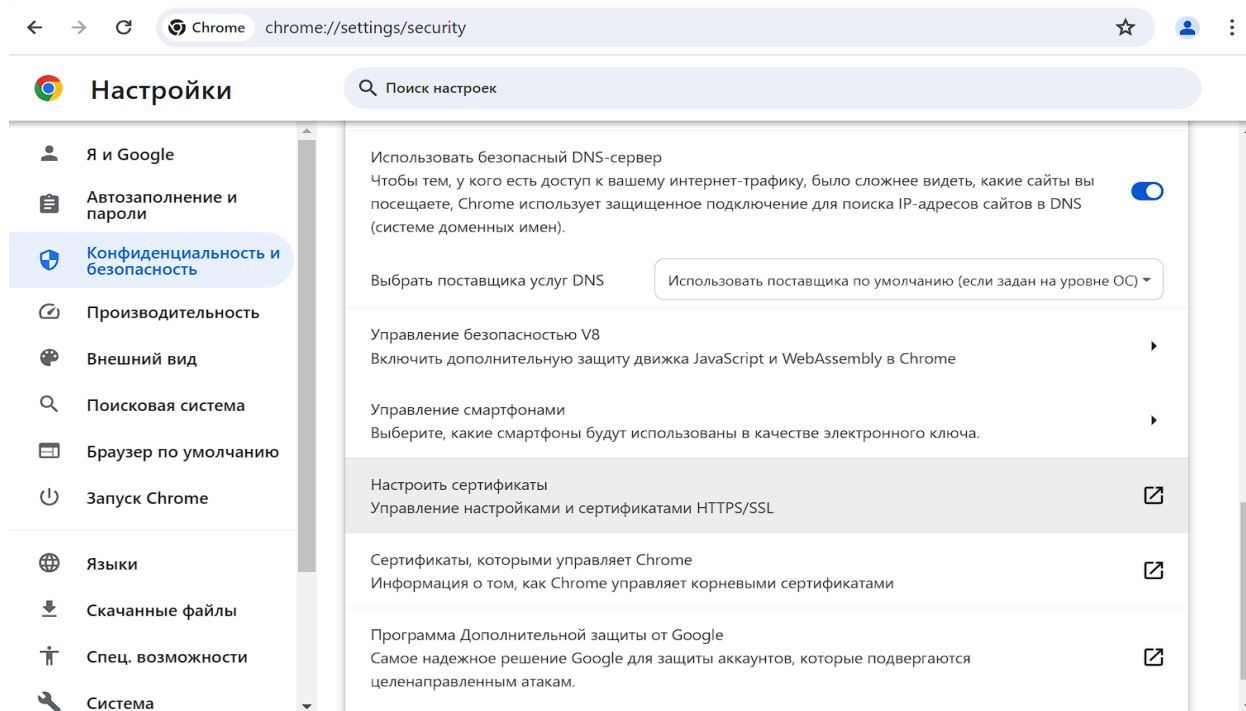 Chrome chrome://settings/security
Настройки
Поиск настроек
Я и Google
Автозаполнение и
пароли
Конфиденциальность и
безопасность
Производительность
Внешний вид
Поисковая система
Браузер по умолчанию
Запуск Chrome
Языки
Скачанные файлы
Спец. возможности
Система
Использовать безопасный DNS-сервер
Чтобы тем, у кого есть доступ к вашему интернет-трафику, было сложнее видеть, какие сайты вы
посещаете, Chrome использует защищенное подключение для поиска IP-адресов сайтов в DNS
(системе доменных имен).
Выбрать поставщика услуг DNS
Использовать поставщика по умолчанию (если задан на уровне ОС)
Управление безопасностью V8
Включить дополнительную защиту движка JavaScript и WebAssembly в Chrome
Управление смартфонами
Выберите, какие смартфоны будут использованы в качестве электронного ключа.
Настроить сертификаты
Управление настройками и сертификатами HTTPS/SSL
Сертификаты, которыми управляет Chrome
Информация о том, как Chrome управляет корневыми сертификатами
Программа Дополнительной защиты от Google
Самое надежное решение Google для защиты аккаунтов, которые подвергаются
целенаправленным атакам.